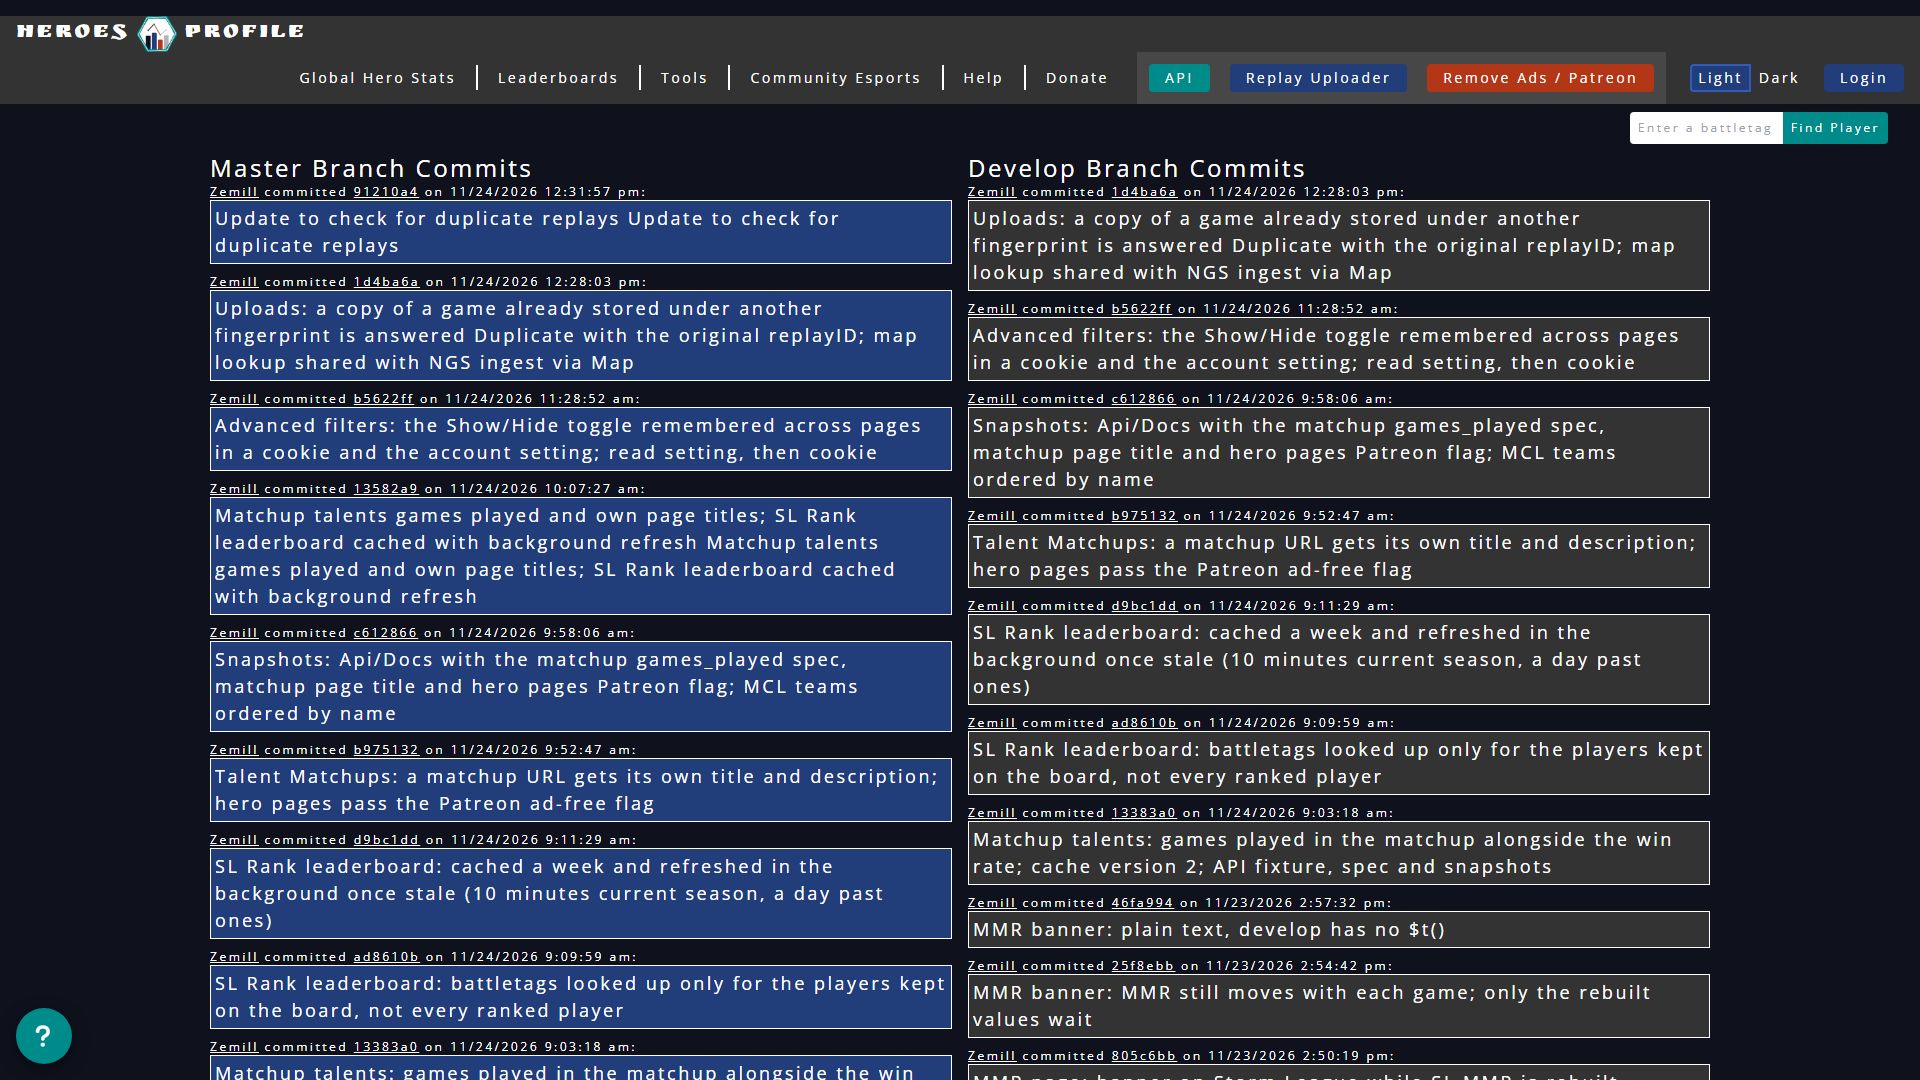 HEROES PROFILE
Global Hero Stats
Leaderboards
Tools
Community Esports
Help
Donate
API
Replay Uploader
Remove Ads / Patreon
Light
Dark
Login
Enter a battletag
Find Player
Master Branch Commits
Zemill committed 91210a4 on 11/24/2026 12:31:57 pm:
Update to check for duplicate replays Update to check for
duplicate replays
Zemill committed 1d4ba6a on 11/24/2026 12:28:03 pm:
Uploads: a copy of a game already stored under another
fingerprint is answered Duplicate with the original replayID; map
lookup shared with NGS ingest via Map
Zemill committed b5622ff on 11/24/2026 11:28:52 am:
Advanced filters: the Show/Hide toggle remembered across pages
in a cookie and the account setting; read setting, then cookie
Zemill committed 13582a9 on 11/24/2026 10:07:27 am:
Matchup talents games played and own page titles; SL Rank
leaderboard cached with background refresh Matchup talents
games played and own page titles; SL Rank leaderboard cached
with background refresh
Zemill committed c612866 on 11/24/2026 9:58:06 am:
Snapshots: Api/Docs with the matchup games_played spec,
matchup page title and hero pages Patreon flag; MCL teams
ordered by name
Zemill committed b975132 on 11/24/2026 9:52:47 am:
Talent Matchups: a matchup URL gets its own title and description;
hero pages pass the Patreon ad-free flag
Zemill committed d9bc1dd on 11/24/2026 9:11:29 am:
SL Rank leaderboard: cached a week and refreshed in the
background once stale (10 minutes current season, a day past
ones)
Zemill committed ad8610b on 11/24/2026 9:09:59 am:
SL Rank leaderboard: battletags looked up only for the players kept
on the board, not every ranked player
Zemill committed 13383a0 on 11/24/2026 9:03:18 am:
Matchup talents: games played in the matchup alongside the win
Develop Branch Commits
Zemill committed 1d4ba6a on 11/24/2026 12:28:03 pm:
Uploads: a copy of a game already stored under another
fingerprint is answered Duplicate with the original replayID; map
lookup shared with NGS ingest via Map
Zemill committed b5622ff on 11/24/2026 11:28:52 am:
Advanced filters: the Show/Hide toggle remembered across pages
in a cookie and the account setting; read setting, then cookie
Zemill committed c612866 on 11/24/2026 9:58:06 am:
Snapshots: Api/Docs with the matchup games_played spec,
matchup page title and hero pages Patreon flag; MCL teams
ordered by name
Zemill committed b975132 on 11/24/2026 9:52:47 am:
Talent Matchups: a matchup URL gets its own title and description;
hero pages pass the Patreon ad-free flag
Zemill committed d9bc1dd on 11/24/2026 9:11:29 am:
SL Rank leaderboard: cached a week and refreshed in the
background once stale (10 minutes current season, a day past
ones)
Zemill committed ad8610b on 11/24/2026 9:09:59 am:
SL Rank leaderboard: battletags looked up only for the players kept
on the board, not every ranked player
Zemill committed 13383a0 on 11/24/2026 9:03:18 am:
Matchup talents: games played in the matchup alongside the win
rate; cache version 2; API fixture, spec and snapshots
Zemill committed 46fa994 on 11/23/2026 2:57:32 pm:
MMR banner: plain text, develop has no $t()
Zemill committed 25f8ebb on 11/23/2026 2:54:42 pm:
MMR banner: MMR still moves with each game; only the rebuilt
values wait
Zemill committed 805c6bb on 11/23/2026 2:50:19 pm:
MMR page: banner on Storm League while SL MMR is rebuilt
?